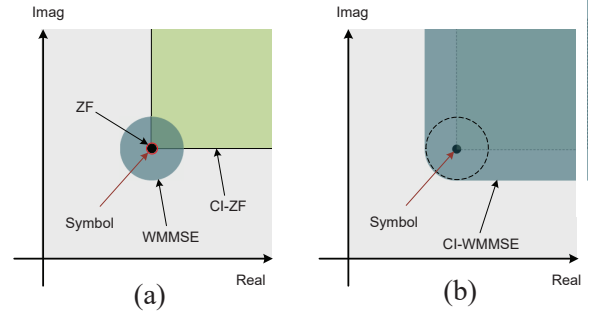 Imag
ZF
Symbol
CI-ZF
WMMSE
Real
(a)
Imag
Symbol
CI-WMMSE
Real
(b)